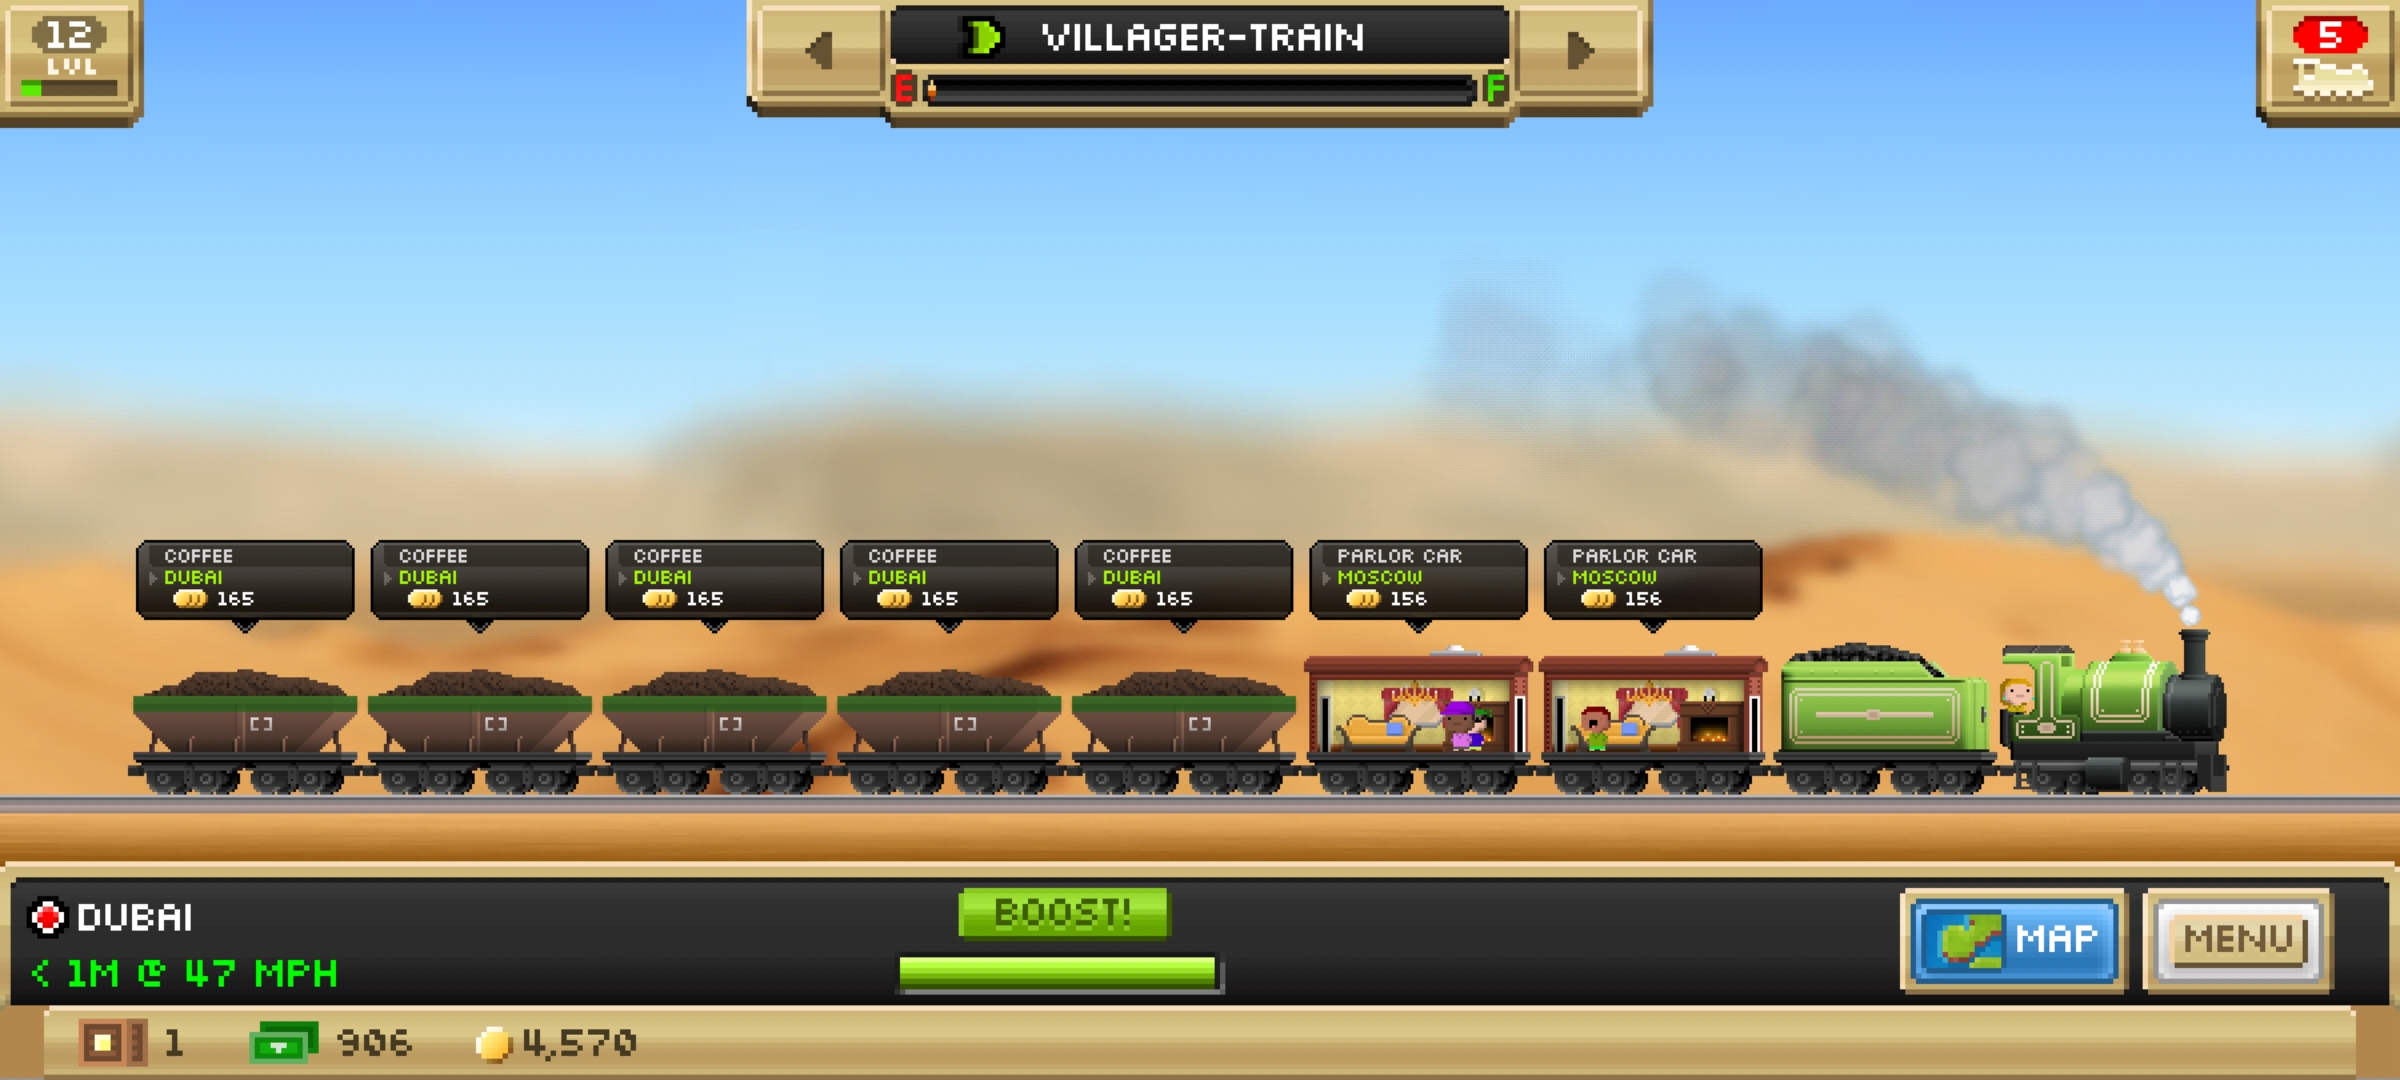 12
LVL
VILLAGER-TRAIN
E F
5
COFFEE
DUBAI
165
COFFEE
DUBAI
165
COFFEE
DUBAI
165
COFFEE
DUBAI
165
COFFEE
DUBAI
165
PARLOR CAR
MOSCOW
156
PARLOR CAR
MOSCOW
156
DUBAI
BOOST!
< 1M @ 47 MPH
MAP
MENU
1
906
4,570